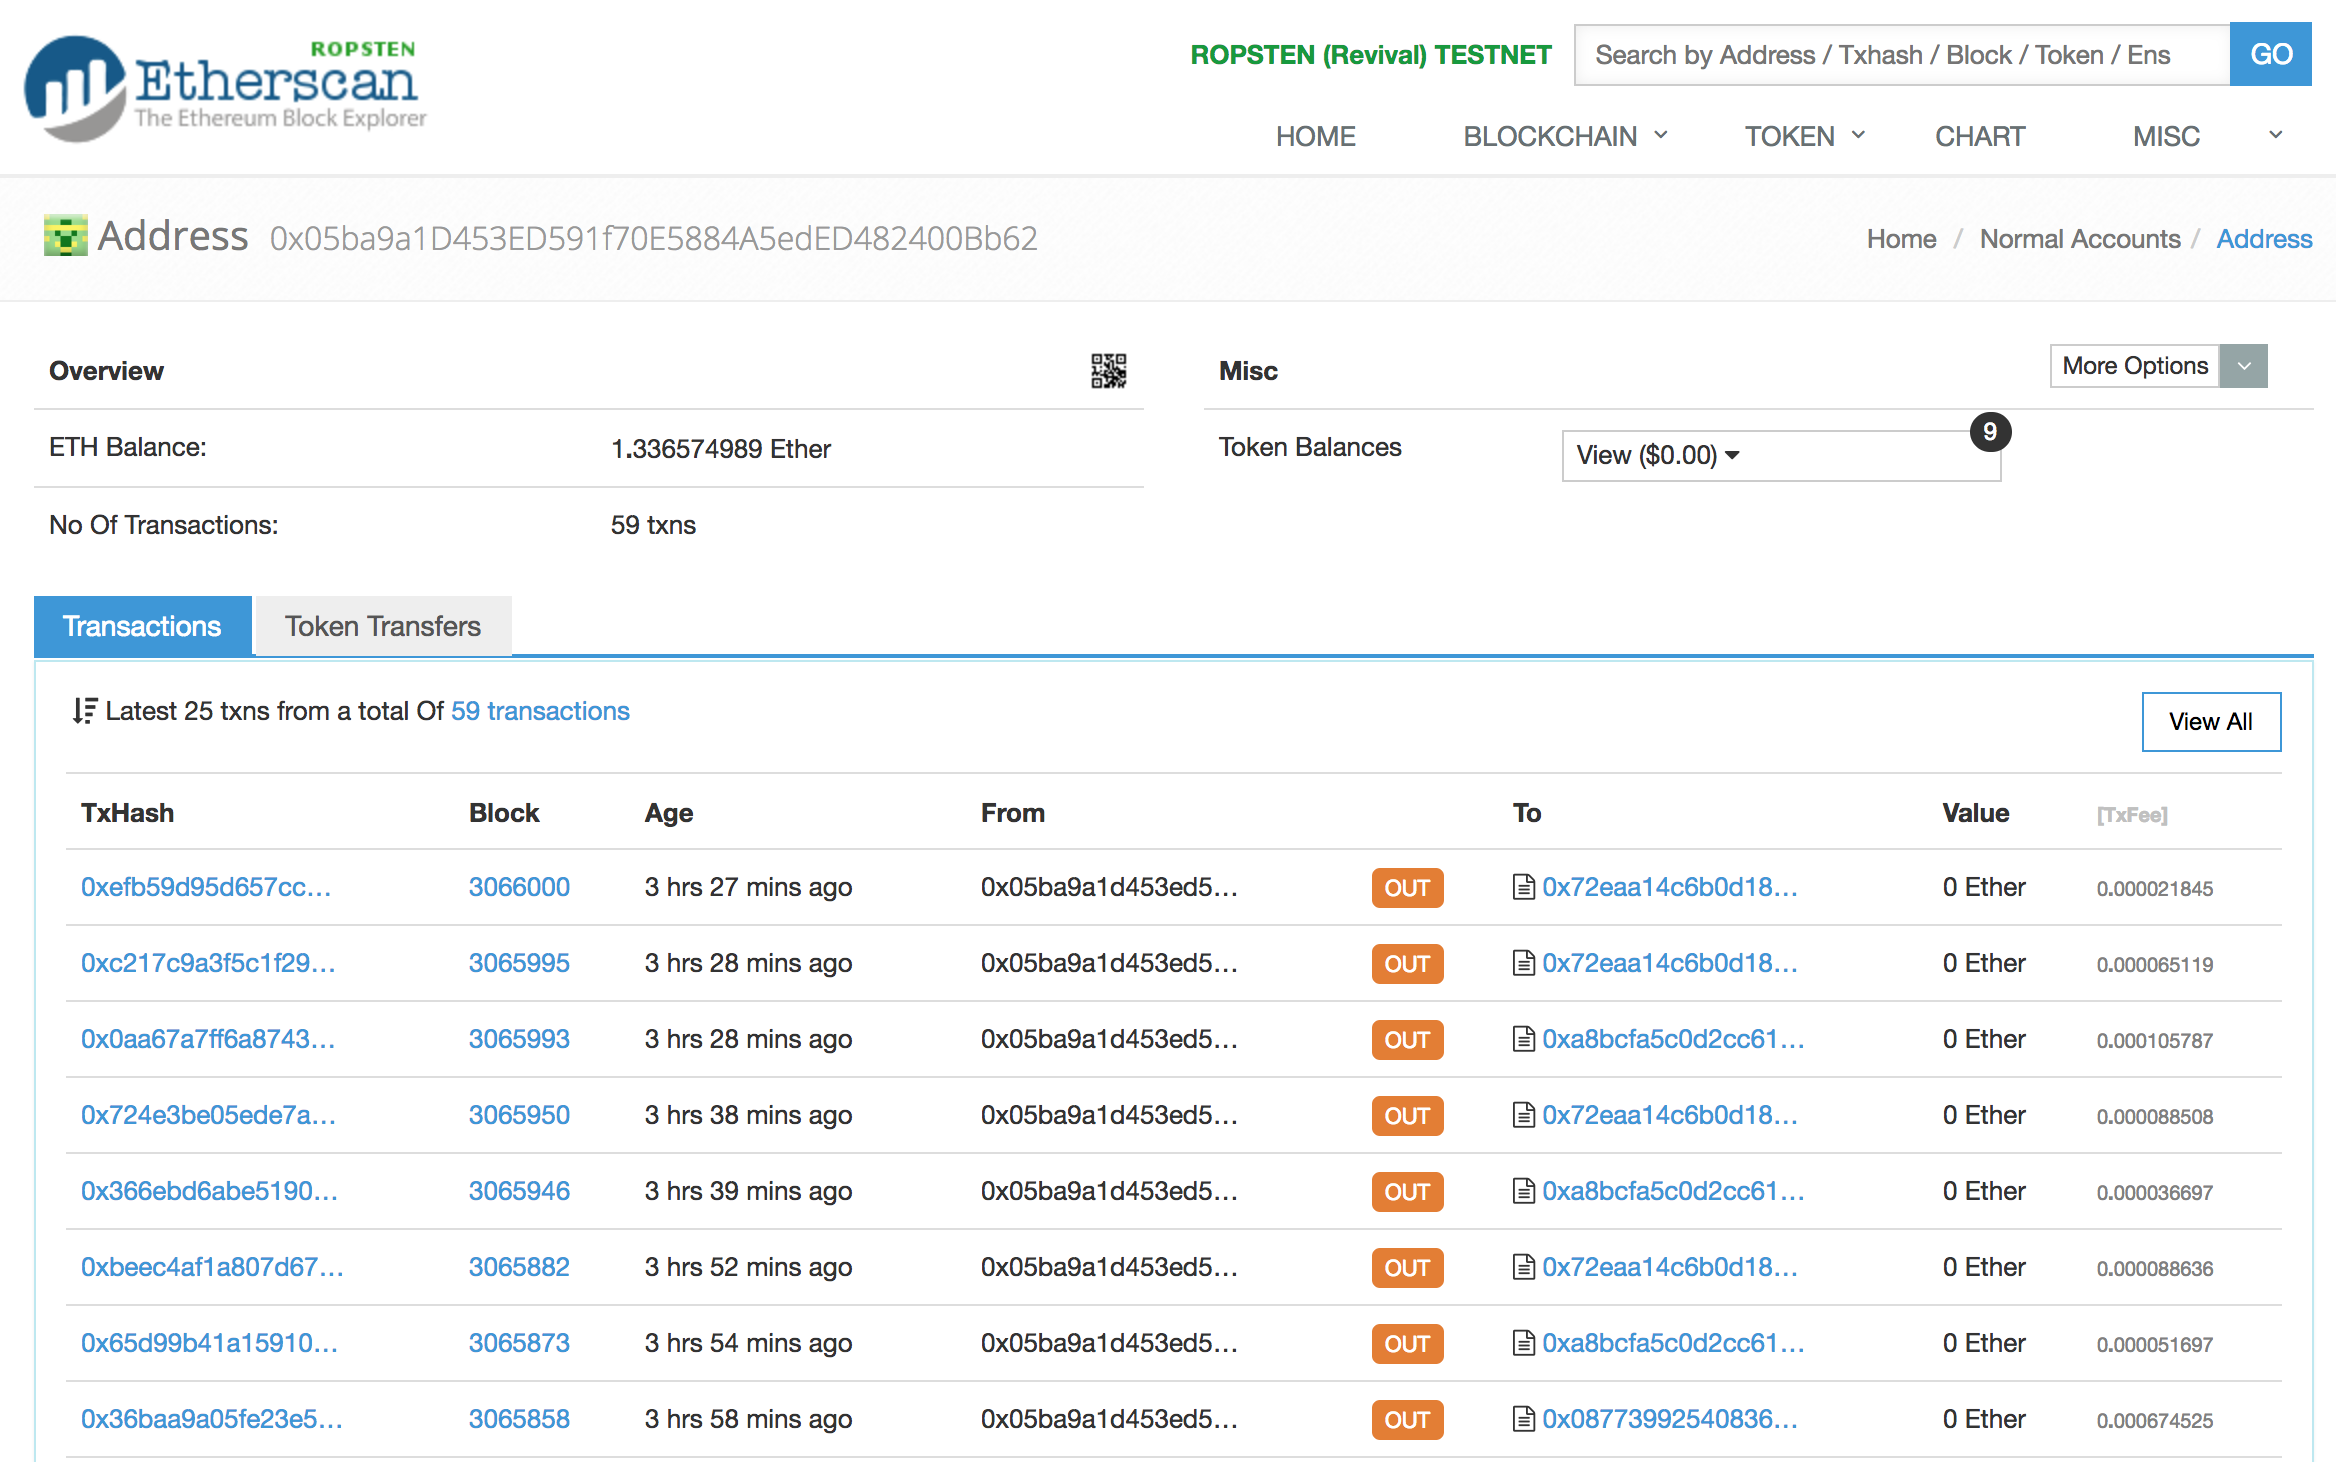 ROPSTEN
Etherscan
The Ethereum Block Explorer
ROPSTEN (Revival) TESTNET
Search by Address / Txhash / Block / Token / Ens
GO
HOME BLOCKCHAIN TOKEN CHART MISC
Address 0x05ba9a1D453ED591f70E5884A5edED482400Bb62
Home / Normal Accounts / Address
Overview
ETH Balance: 1.336574989 Ether
No Of Transactions: 59 txns
Misc
More Options
Token Balances View ($0.00) 9
Transactions Token Transfers
Latest 25 txns from a total Of 59 transactions
View All
TxHash Block Age From To Value [TxFee]
0xefb59d95d657cc... 3066000 3 hrs 27 mins ago 0x05ba9a1d453ed5... OUT 0x72eaa14c6b0d18... 0 Ether 0.000021845
0xc217c9a3f5c1f29... 3065995 3 hrs 28 mins ago 0x05ba9a1d453ed5... OUT 0x72eaa14c6b0d18... 0 Ether 0.000065119
0x0aa67a7ff6a8743... 3065993 3 hrs 28 mins ago 0x05ba9a1d453ed5... OUT 0xa8bcfa5c0d2cc61... 0 Ether 0.000105787
0x724e3be05ede7a... 3065950 3 hrs 38 mins ago 0x05ba9a1d453ed5... OUT 0x72eaa14c6b0d18... 0 Ether 0.000088508
0x366ebd6abe5190... 3065946 3 hrs 39 mins ago 0x05ba9a1d453ed5... OUT 0xa8bcfa5c0d2cc61... 0 Ether 0.000036697
0xbeec4af1a807d67... 3065882 3 hrs 52 mins ago 0x05ba9a1d453ed5... OUT 0x72eaa14c6b0d18... 0 Ether 0.000088636
0x65d99b41a15910... 3065873 3 hrs 54 mins ago 0x05ba9a1d453ed5... OUT 0xa8bcfa5c0d2cc61... 0 Ether 0.000051697
0x36baa9a05fe23e5... 3065858 3 hrs 58 mins ago 0x05ba9a1d453ed5... OUT 0x08773992540836... 0 Ether 0.000674525